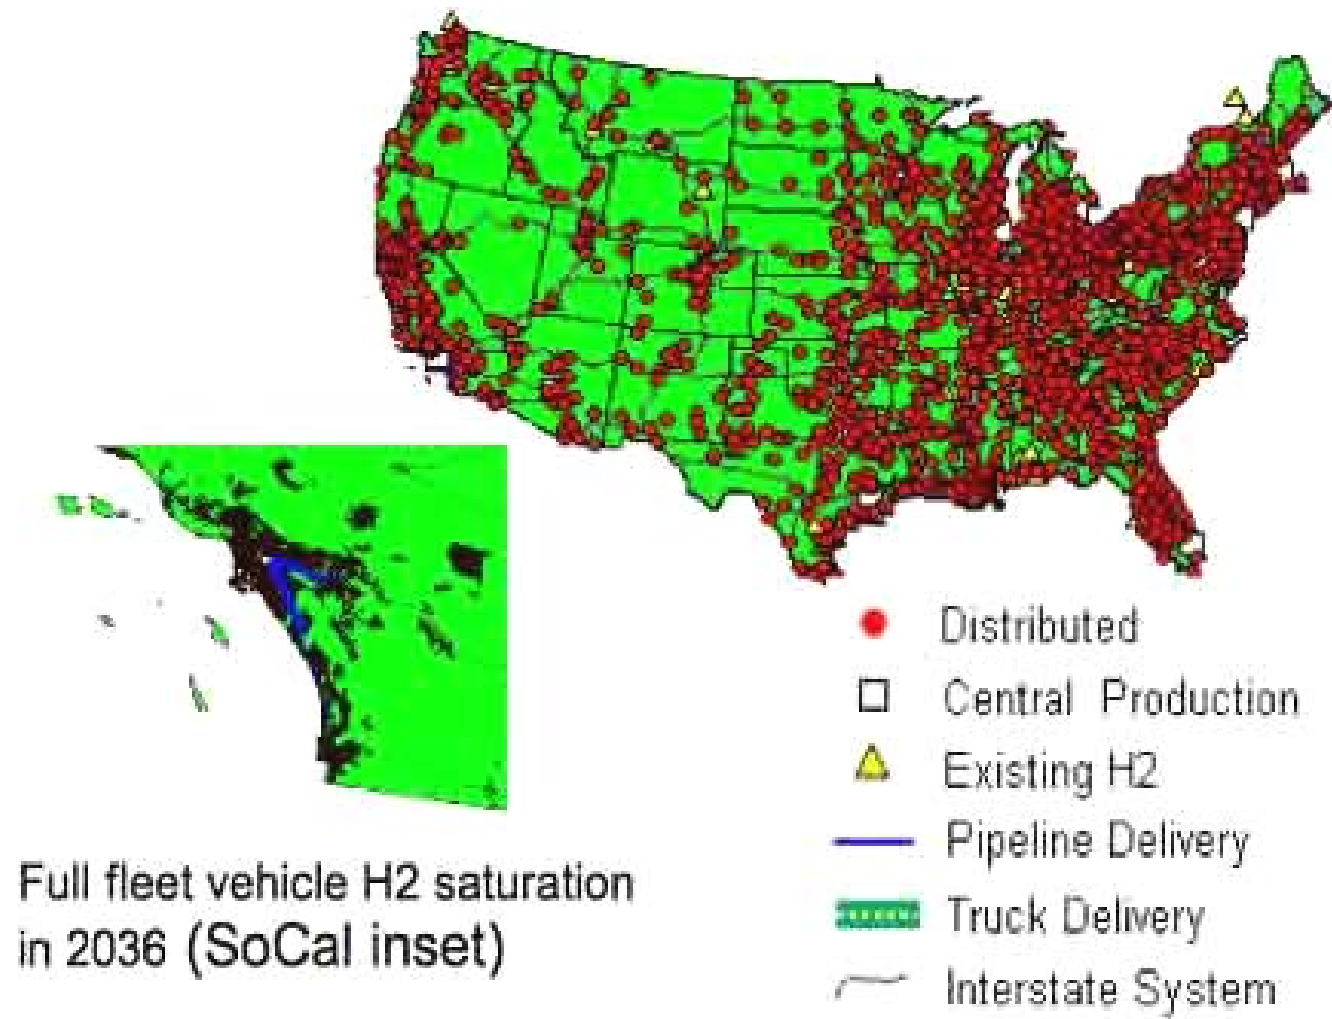 Distributed
Central Production
Existing H2
Pipeline Delivery
Truck Delivery
Interstate System
Full fleet vehicle H2 saturation
in 2036 (SoCal inset)